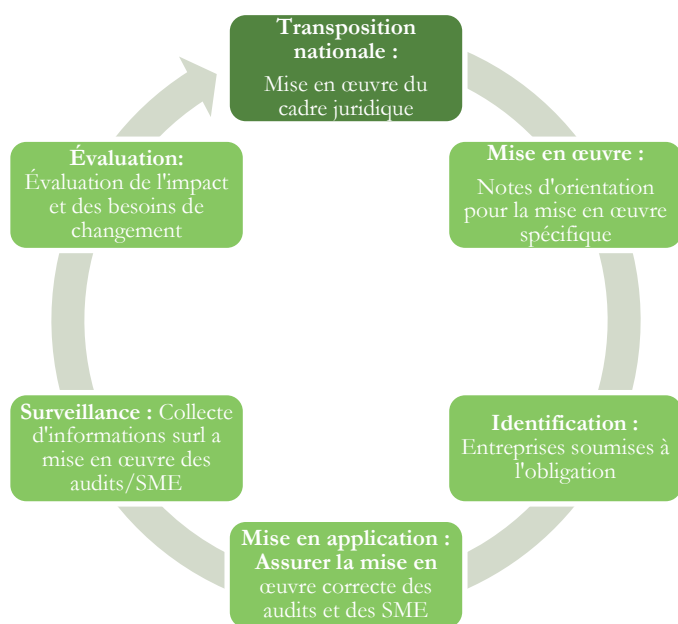 Transposition
nationale :
Mise en œuvre du
cadre juridique
Mise en œuvre :
Notes d'orientation
pour la mise en œuvre
spécifique
Identification :
Entreprises soumises à
l'obligation
Mise en application :
Assurer la mise en
œuvre correcte des
audits et des SME
Surveillance : Collecte
d'informations surl a
mise en œuvre des
audits/SME
Évaluation:
Évaluation de l'impact
et des besoins de
changement